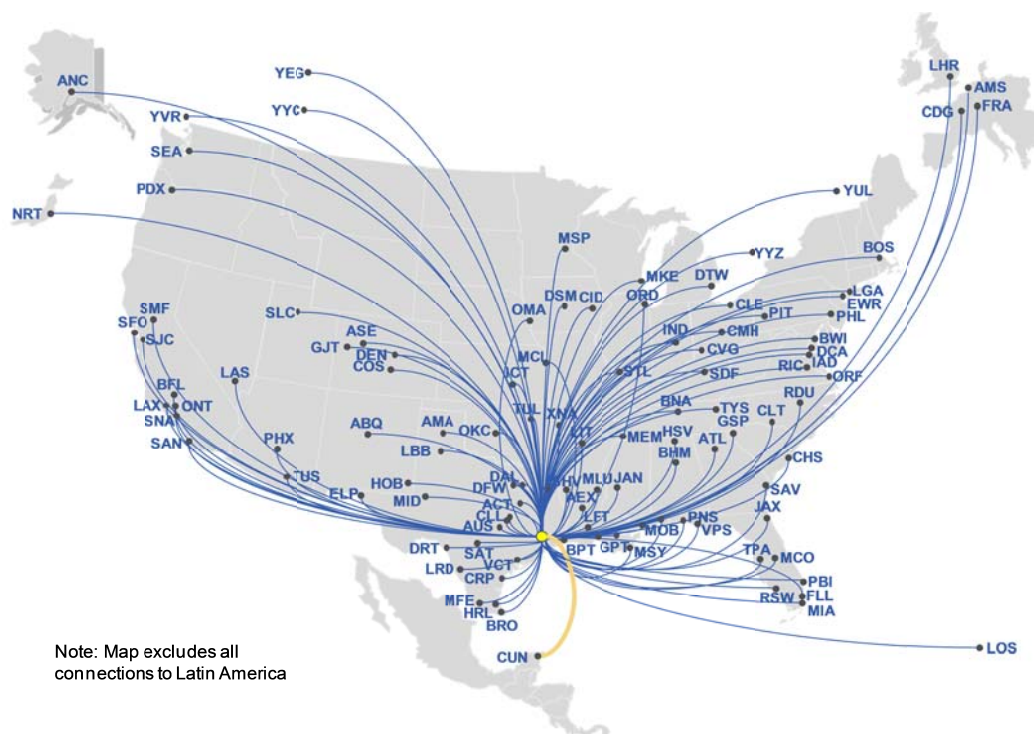 ANC
YEG
LHR
AMS
FRA
CDG
YYC
YVR
SEA
PDX
YUL
NRT
MSP
YYZ
BOS
MKE
DTW
ORD
LGA
EWR
PHL
SMF
SFO
SJC
SLC
OMA
DSM
CID
CLE
PIT
ASE
GJT
DEN
COS
MCI
IND
CMH
CVG
BWI
DCA
IAD
RIC
ORF
LAS
ICT
STL
SDF
BFL
LAX
ONT
SNA
SAN
RDU
TUL
XNA
BNA
TYS
GSP
CLT
ABQ
AMA
OKC
LIT
MEM
HSV
BHM
ATL
PHX
LBB
CHS
TUS
ELP
HOB
MID
DAL
DFW
SHV
MLU
JAN
AEX
SAV
JAX
ACT
CLL
AUS
LFT
MOB
PNS
VPS
DRT
SAT
BPT
GPT
MSY
TPA
MCO
LRD
VCT
CRP
PBI
RSW
FLL
MIA
MFE
HRL
BRO
LOS
CUN
Note: Map excludes all
connections to Latin America